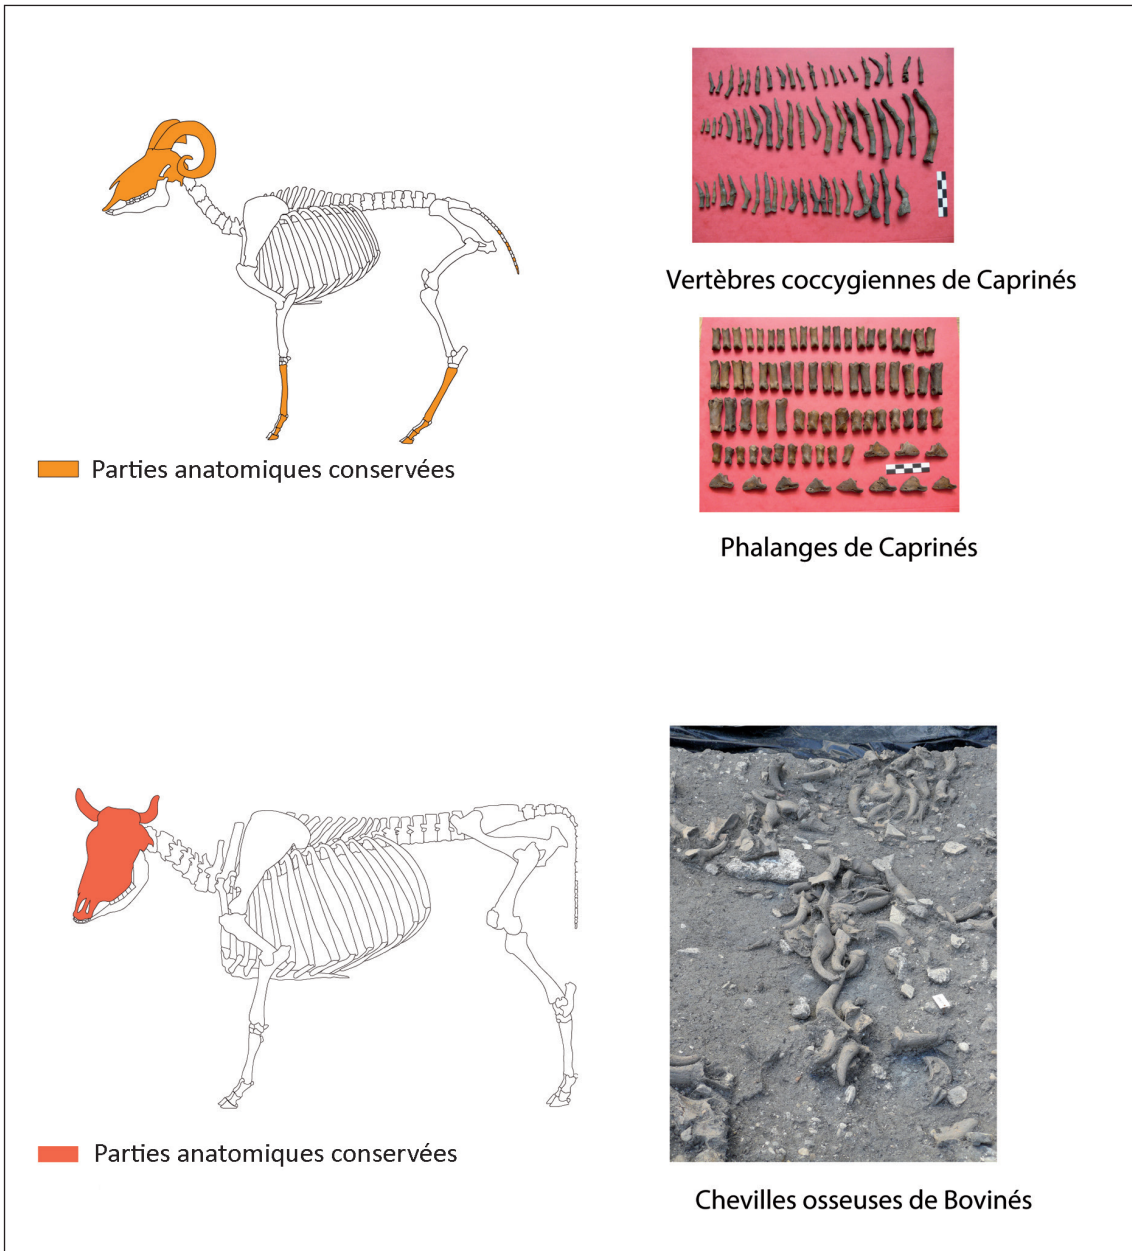 Vertèbres coccygiennes de Caprinés
Parties anatomiques conservées
Phalanges de Caprinés
Parties anatomiques conservées
Chevilles osseuses de Bovinés